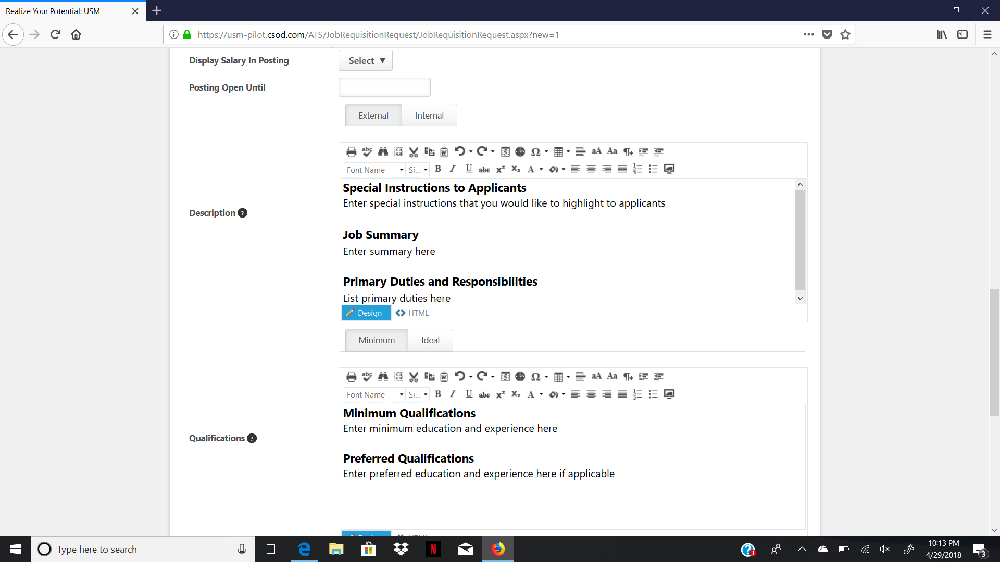 Realize Your Potential: USM
https://usm-pilot.csod.com/ATS/JobRequisitionRequest/JobRequisitionRequest.aspx?new=1
Display Salary In Posting
Select
Posting Open Until
External
Internal
Font Name
Si...
Description
Special Instructions to Applicants
Enter special instructions that you would like to highlight to applicants
Job Summary
Enter summary here
Primary Duties and Responsibilities
List primary duties here
Design
HTML
Minimum
Ideal
Font Name
Si...
Qualifications
Minimum Qualifications
Enter minimum education and experience here
Preferred Qualifications
Enter preferred education and experience here if applicable
Type here to search
10:13 PM
4/29/2018
3